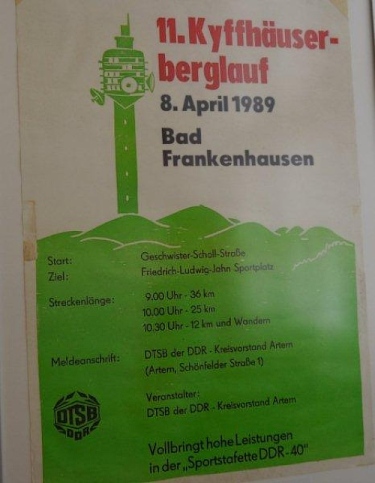 11. Kyffhäuser-
berglauf
8. April 1989
Bad
Frankenhausen
Start: Geschwister-Scholl-Straße
Ziel: Friedrich-Ludwig-Jahn Sportplatz
Streckenlänge: 9.00 Uhr - 36 km
10.00 Uhr - 25 km
10.30 Uhr - 12 km und Wandern
Meldeanschrift: DTSB der DDR - Kreisvorstand Artern
(Artern, Schönfelder Straße 1)
Veranstalter:
DTSB der DDR - Kreisvorstand Artern
DTSB
DDR
Vollbringt hohe Leistungen
in der „Sportstafette DDR - 40"